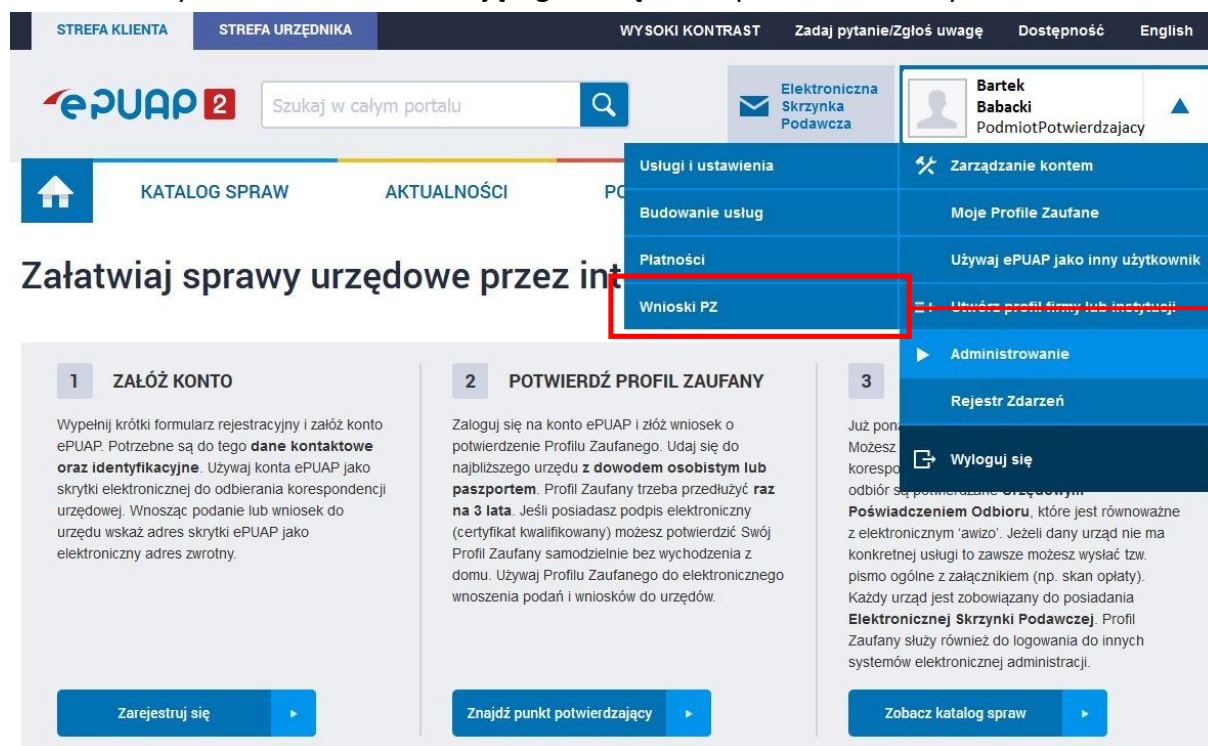 STREFA KLIENTA STREFA URZĘDNIKA WYSOKI KONTRAST Zadaj pytanie/Zgłoś uwagę Dostępność English
ePUAP 2
Szukaj w całym portalu
Elektroniczna
Skrzynka
Podawcza
Bartek
Babacki
PodmiotPotwierdzajacy
KATALOG SPRAW AKTUALNOŚCI PO
Usługi i ustawienia
Budowanie usług
Płatności
Wnioski PZ
Zarządzanie kontem
Moje Profile Zaufane
Używaj ePUAP jako inny użytkownik
Utwórz profil firmy lub instytucji
Administrowanie
Rejestr Zdarzeń
Wyloguj się
Załatwiaj sprawy urzędowe przez int
1 ZAŁÓŻ KONTO
Wypełnij krótki formularz rejestracyjny i załóż konto
ePUAP. Potrzebne są do tego dane kontaktowe
oraz identyfikacyjne. Używaj konta ePUAP jako
skrytki elektronicznej do odbierania korespondencji
urzędowej. Wnosząc podanie lub wniosek do
urzędu wskaż adres skrytki ePUAP jako
elektroniczny adres zwrotny.
Zarejestruj się
2 POTWIERDŹ PROFIL ZAUFANY
Zaloguj się na konto ePUAP i złóż wniosek o
potwierdzenie Profilu Zaufanego. Udaj się do
najbliższego urzędu z dowodem osobistym lub
paszportem. Profil Zaufany trzeba przedłużyć raz
na 3 lata. Jeśli posiadasz podpis elektroniczny
(certyfikat kwalifikowany) możesz potwierdzić Swój
Profil Zaufany samodzielnie bez wychodzenia z
domu. Używaj Profilu Zaufanego do elektronicznego
wnoszenia podań i wniosków do urzędów.
Znajdź punkt potwierdzający
3
Już pon
Możesz
korespo
odbiór są potwierdzane Urzędowym
Poświadczeniem Odbioru, które jest równoważne
z elektronicznym 'awizo'. Jeżeli dany urząd nie ma
konkretnej usługi to zawsze możesz wysłać tzw.
pismo ogólne z załącznikiem (np. skan opłaty).
Każdy urząd jest zobowiązany do posiadania
Elektronicznej Skrzynki Podawczej. Profil
Zaufany służy również do logowania do innych
systemów elektronicznej administracji.
Zobacz katalog spraw